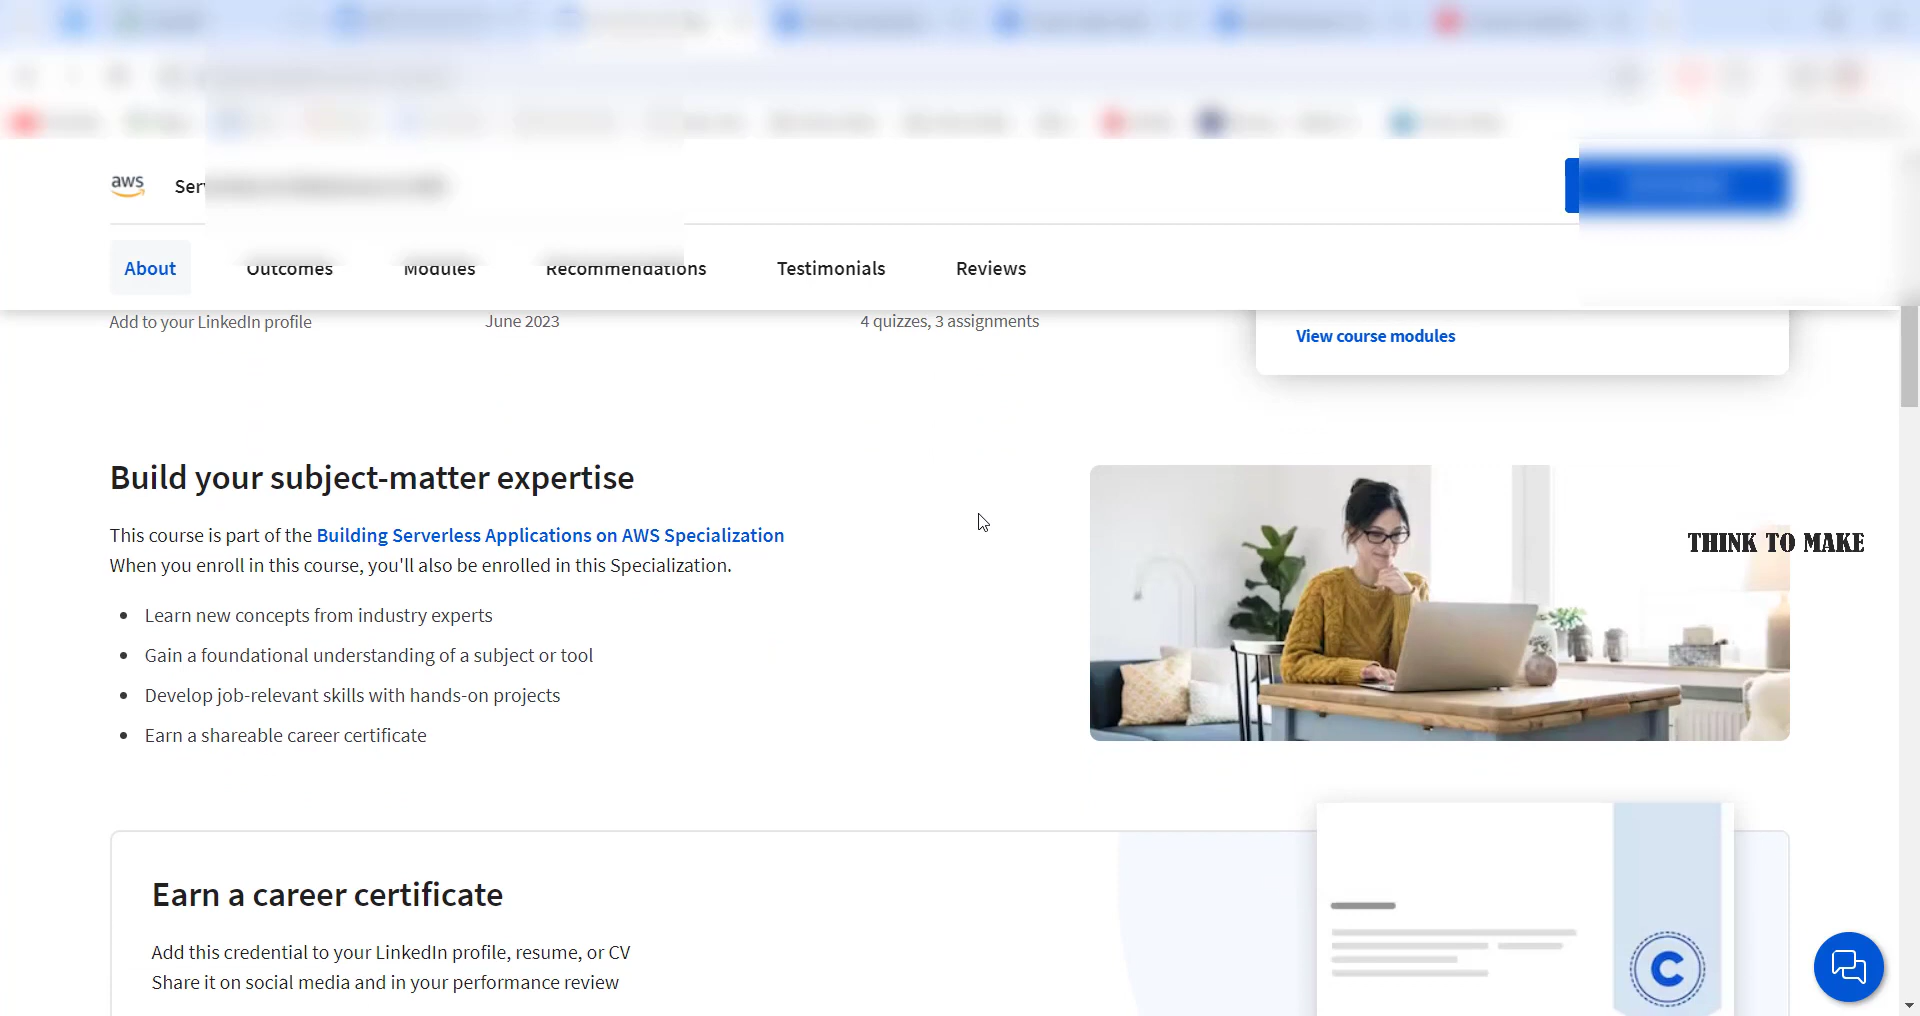 aws
About
Outcomes
Modules
Recommendations
Testimonials
Reviews
Add to your LinkedIn profile
June 2023
4 quizzes, 3 assignments
View course modules
Build your subject-matter expertise
This course is part of the Building Serverless Applications on AWS Specialization
When you enroll in this course, you'll also be enrolled in this Specialization.
Learn new concepts from industry experts
Gain a foundational understanding of a subject or tool
Develop job-relevant skills with hands-on projects
Earn a shareable career certificate
THINK TO MAKE
Earn a career certificate
Add this credential to your LinkedIn profile, resume, or CV
Share it on social media and in your performance review
C